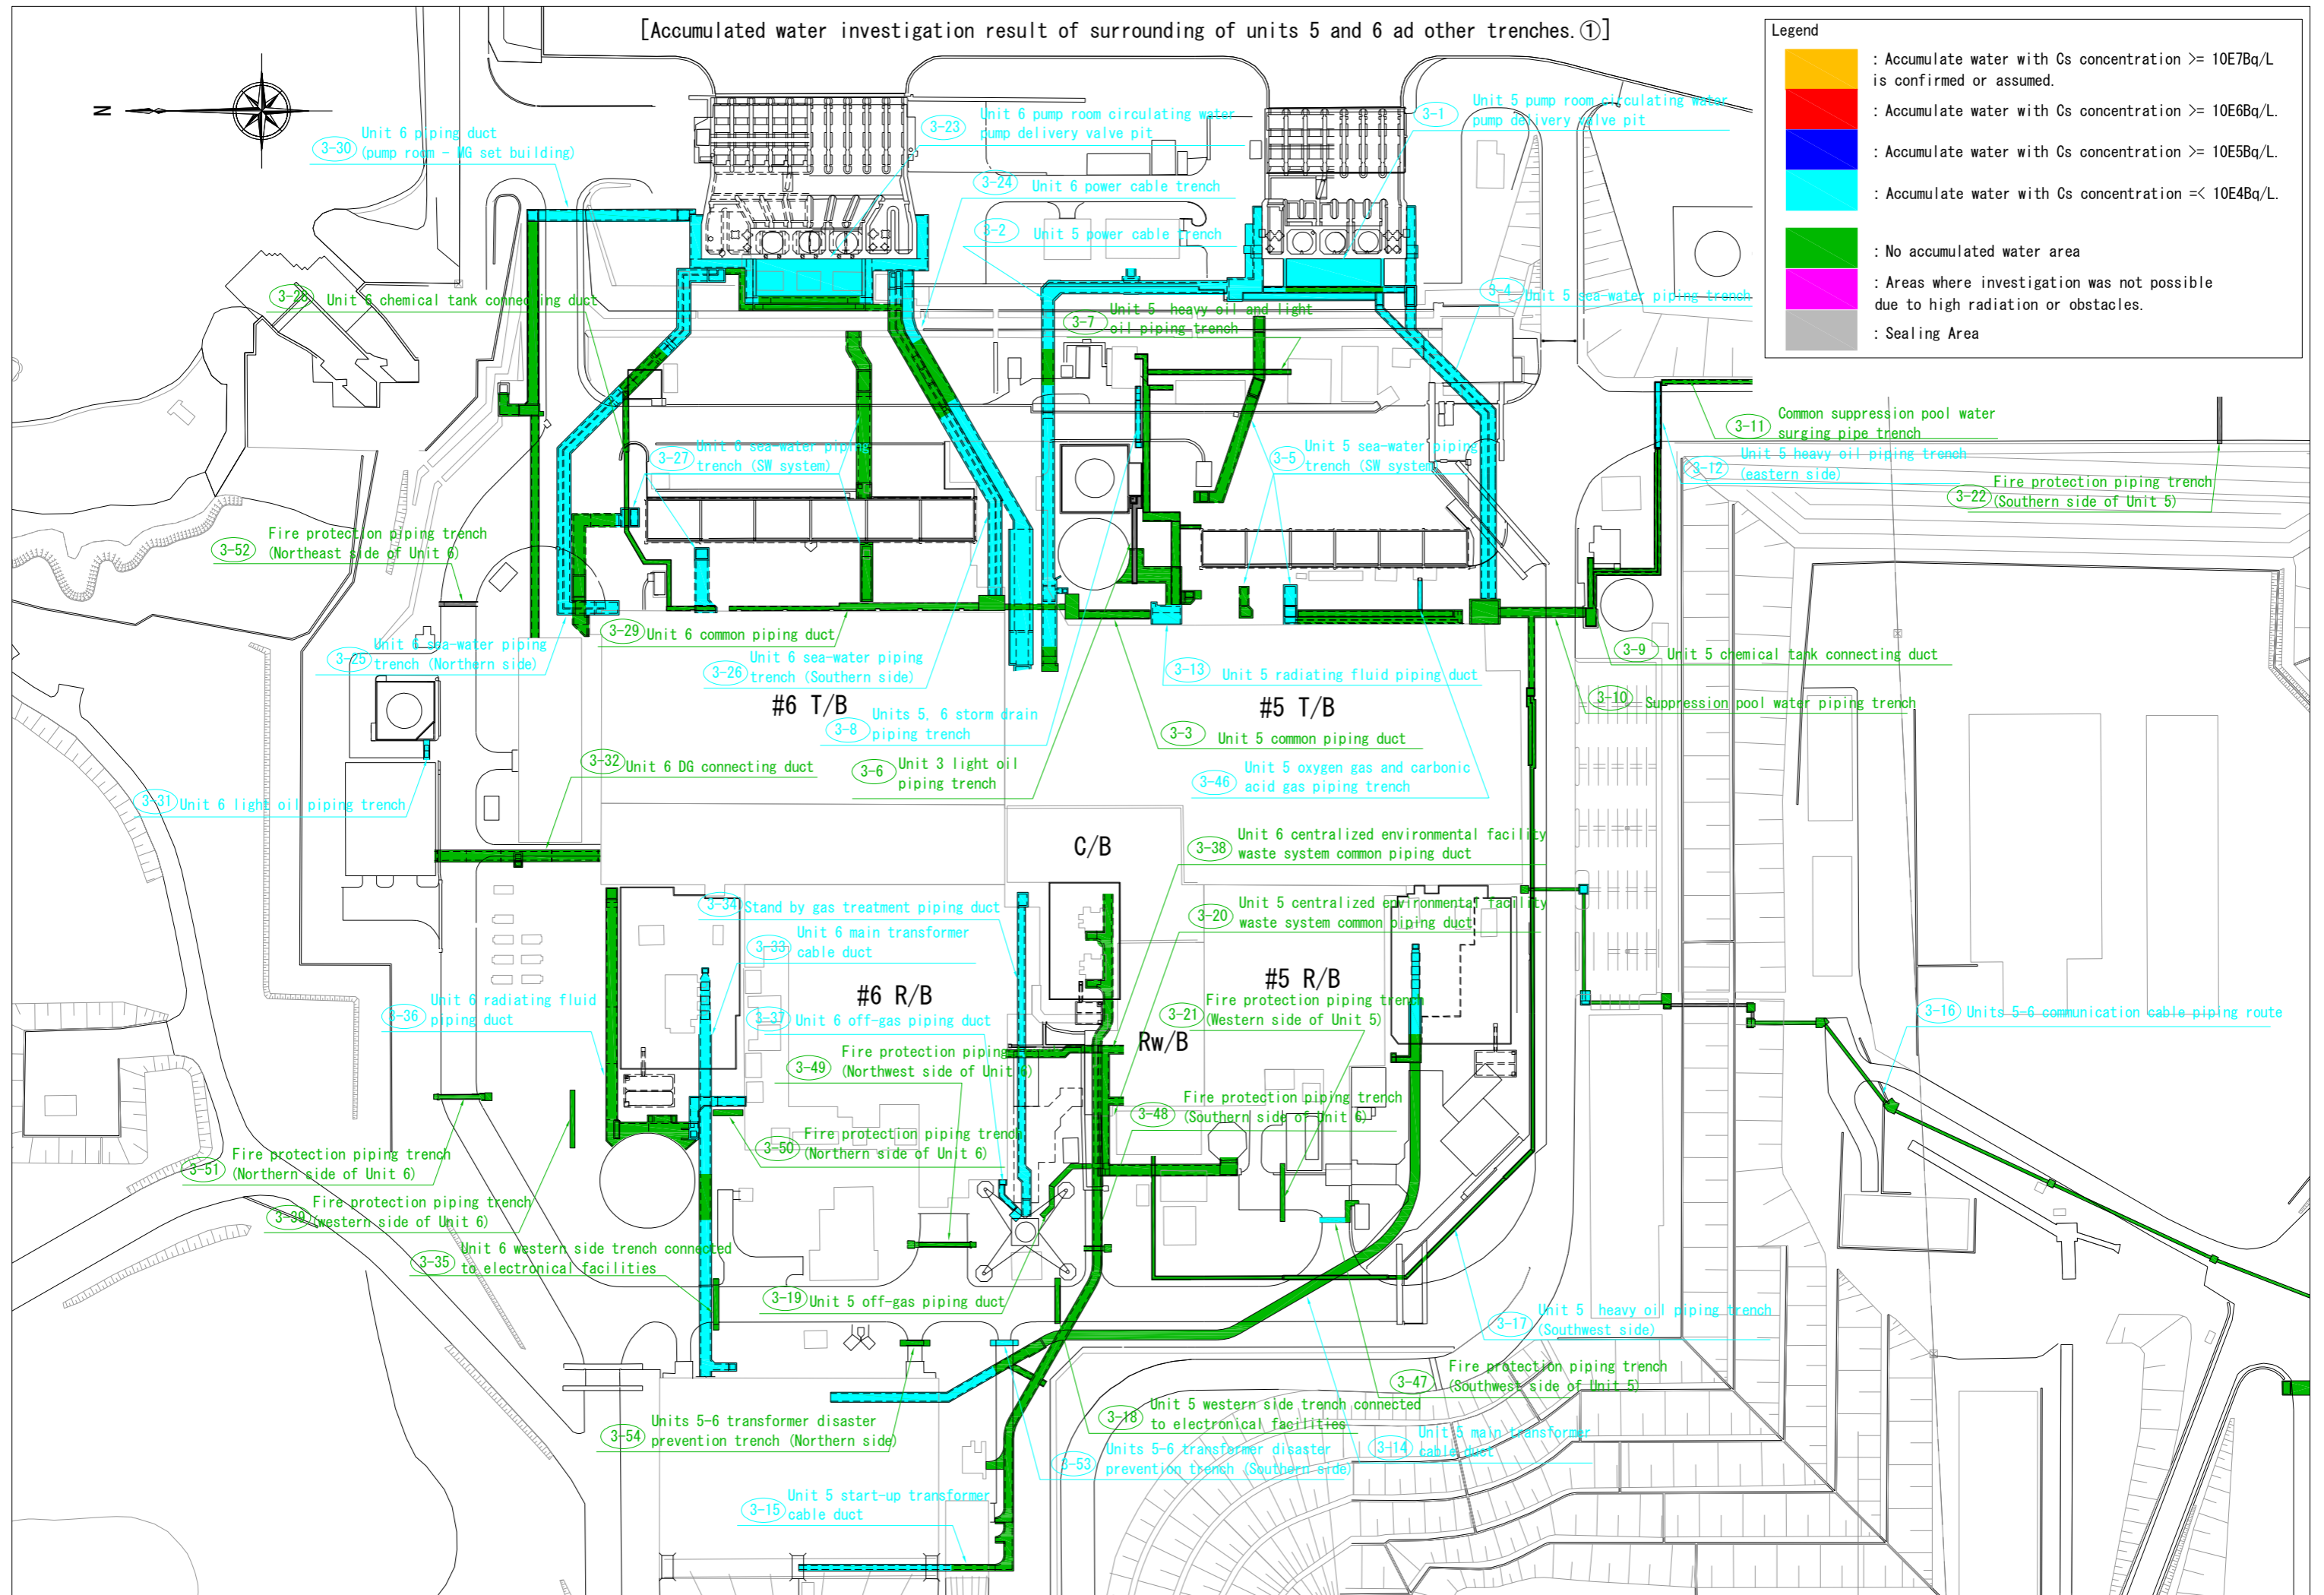 [Accumulated water investigation result of surrounding of units 5 and 6 ad other trenches.①]
Legend
: Accumulate water with Cs concentration >= 10E7Bq/L
is confirmed or assumed.
: Accumulate water with Cs concentration >= 10E6Bq/L.
: Accumulate water with Cs concentration >= 10E5Bq/L.
: Accumulate water with Cs concentration =< 10E4Bq/L.
: No accumulated water area
: Areas where investigation was not possible
due to high radiation or obstacles.
: Sealing Area
N
3-30 Unit 6 piping duct
(pump room - MG set building)
3-23 Unit 6 pump room circulating water
pump delivery valve pit
3-1 Unit 5 pump room circulating water
pump delivery valve pit
3-24 Unit 6 power cable trench
3-2 Unit 5 power cable trench
3-28 Unit 6 chemical tank connecting duct
3-7 Unit 5 heavy oil and light
oil piping trench
3-4 Unit 5 sea-water piping trench
3-11 Common suppression pool water
surging pipe trench
3-12 Unit 5 heavy oil piping trench
(eastern side)
3-22 Fire protection piping trench
(Southern side of Unit 5)
3-27 Unit 6 sea-water piping
trench (SW system)
3-5 Unit 5 sea-water piping
trench (SW system)
3-52 Fire protection piping trench
(Northeast side of Unit 6)
3-25 Unit 6 sea-water piping
trench (Northern side)
3-29 Unit 6 common piping duct
3-26 Unit 6 sea-water piping
trench (Southern side)
3-13 Unit 5 radiating fluid piping duct
3-9 Unit 5 chemical tank connecting duct
3-10 Suppression pool water piping trench
#6 T/B
#5 T/B
3-8 Units 5, 6 storm drain
piping trench
3-3 Unit 5 common piping duct
3-32 Unit 6 DG connecting duct
3-6 Unit 3 light oil
piping trench
3-46 Unit 5 oxygen gas and carbonic
acid gas piping trench
3-31 Unit 6 light oil piping trench
C/B
3-38 Unit 6 centralized environmental facility
waste system common piping duct
3-20 Unit 5 centralized environmental facility
waste system common piping duct
3-34 Stand by gas treatment piping duct
3-33 Unit 6 main transformer
cable duct
#6 R/B
#5 R/B
3-36 Unit 6 radiating fluid
piping duct
3-37 Unit 6 off-gas piping duct
3-21 Fire protection piping trench
(Western side of Unit 5)
3-16 Units 5-6 communication cable piping route
Rw/B
3-49 Fire protection piping
(Northwest side of Unit 6)
3-48 Fire protection piping trench
(Southern side of Unit 6)
3-50 Fire protection piping trench
(Northern side of Unit 6)
3-51 Fire protection piping trench
(Northern side of Unit 6)
3-39 Fire protection piping trench
(western side of Unit 6)
3-35 Unit 6 western side trench connected
to electronical facilities
3-19 Unit 5 off-gas piping duct
3-17 Unit 5 heavy oil piping trench
(Southwest side)
3-47 Fire protection piping trench
(Southwest side of Unit 5)
3-18 Unit 5 western side trench connected
to electronical facilities
3-54 Units 5-6 transformer disaster
prevention trench (Northern side)
3-53 Units 5-6 transformer disaster
prevention trench (Southern side)
3-14 Unit 5 main transformer
cable duct
3-15 Unit 5 start-up transformer
cable duct